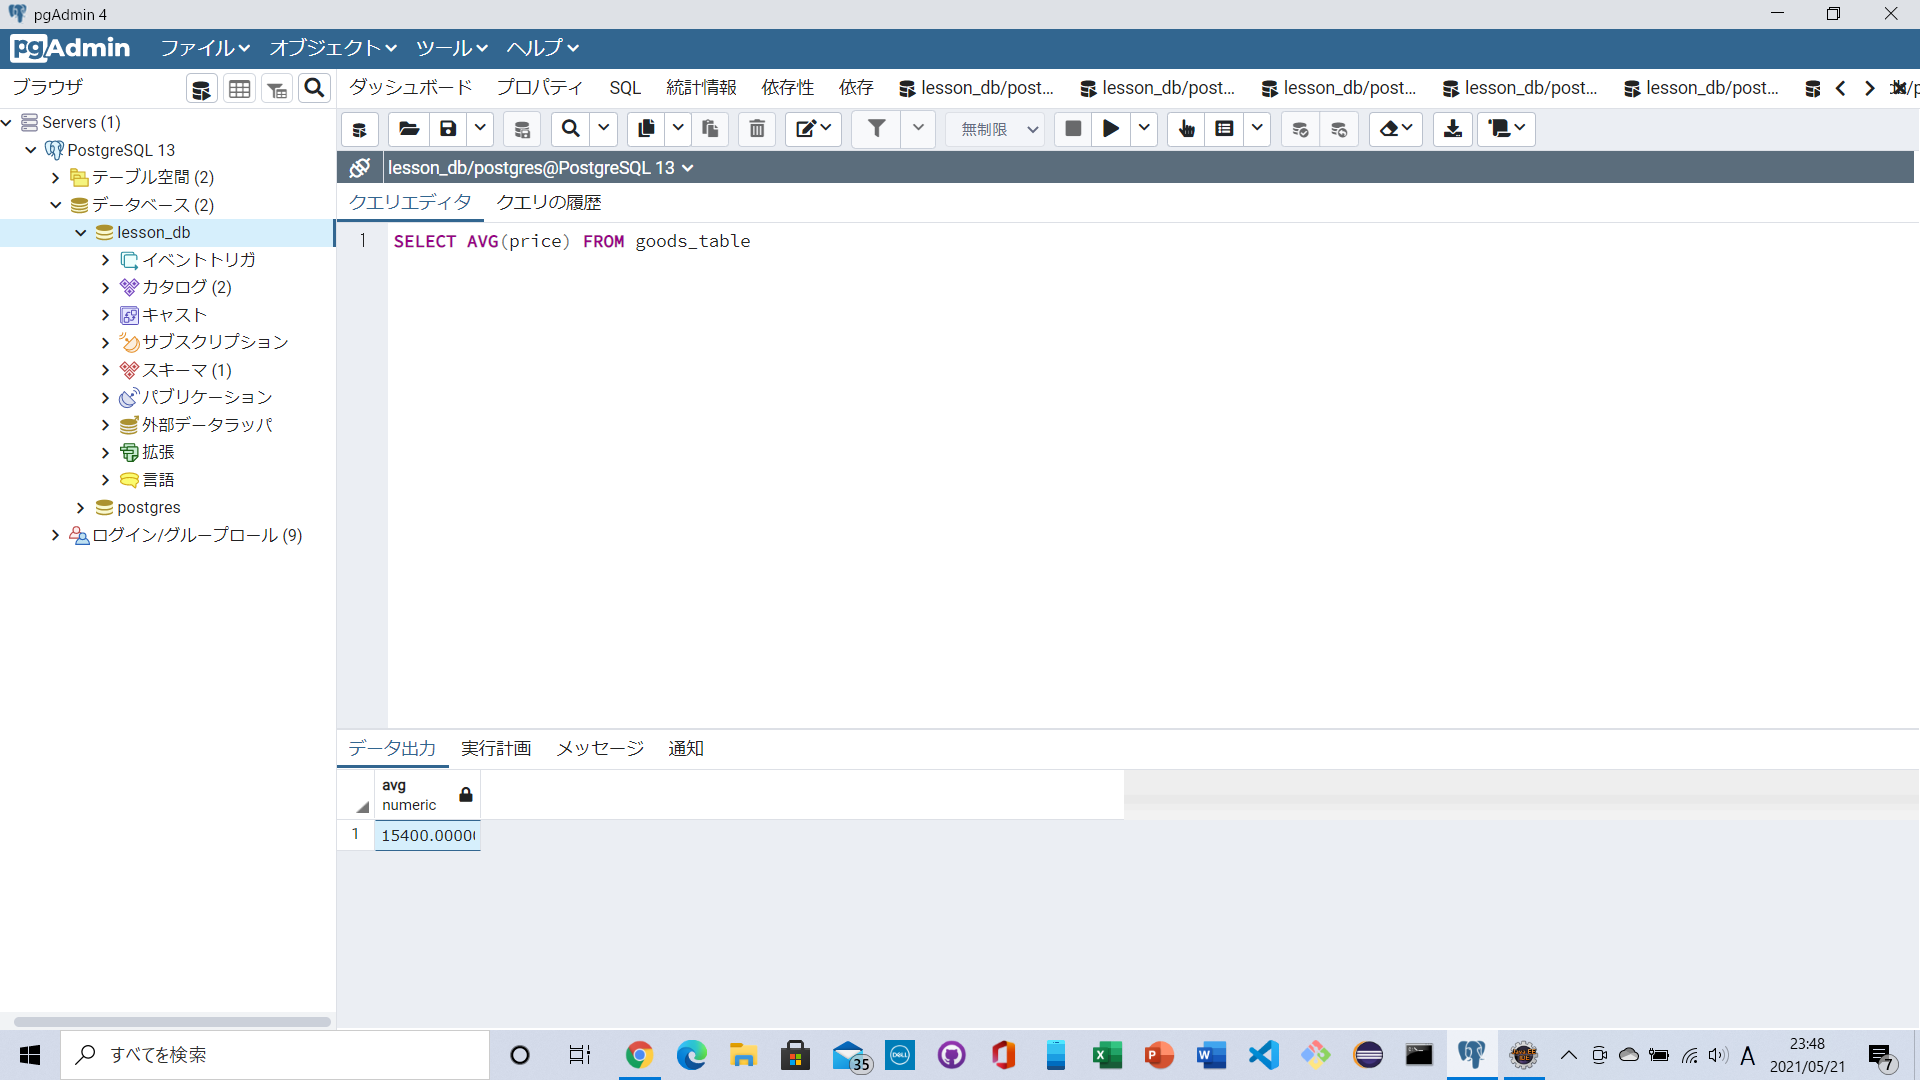 pgAdmin 4
pgAdmin ファイル オブジェクト ツール ヘルプ
ブラウザ
ダッシュボード プロパティ SQL 統計情報 依存性 依存 lesson_db/post... lesson_db/post... lesson_db/post... lesson_db/post... lesson_db/post...
無制限
Servers (1)
PostgreSQL 13
テーブル空間 (2)
データベース (2)
lesson_db
イベントトリガ
カタログ (2)
キャスト
サブスクリプション
スキーマ (1)
パブリケーション
外部データラッパ
拡張
言語
postgres
ログイン/グループロール (9)
lesson_db/postgres@PostgreSQL 13
クエリエディタ クエリの履歴
1 SELECT AVG(price) FROM goods_table
データ出力 実行計画 メッセージ 通知
avg
numeric
1 15400.0000
すべてを検索
35
DELL
A
23:48
2021/05/21
7